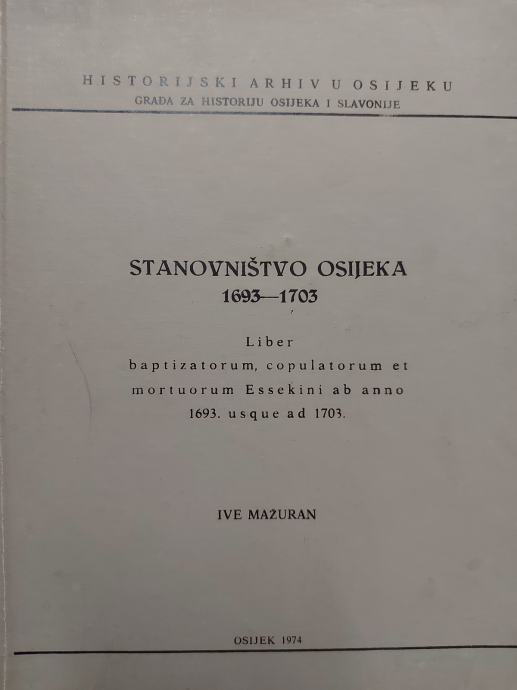 HISTORIJSKI ARHIV U OSIJEKU
GRAĐA ZA HISTORIJU OSIJEKA I SLAVONIJE
STANOVNIŠTVO OSIJEKA
1693—1703
Liber
baptizatorum, copulatorum et
mortuorum Essekini ab anno
1693. usque ad 1703.
IVE MAŽURAN
OSIJEK 1974